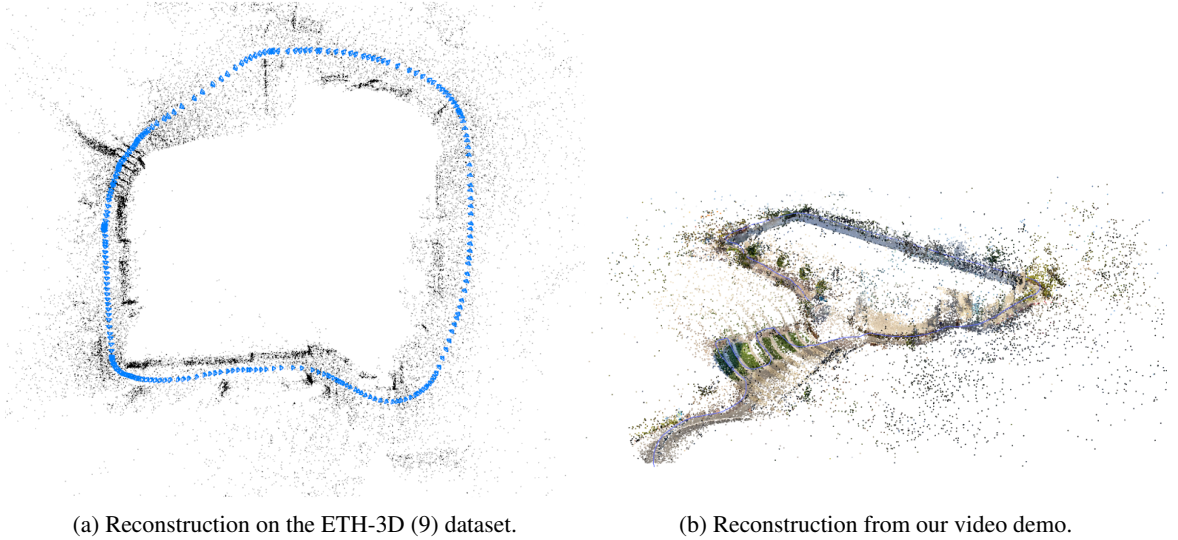 (a) Reconstruction on the ETH-3D (9) dataset.
(b) Reconstruction from our video demo.